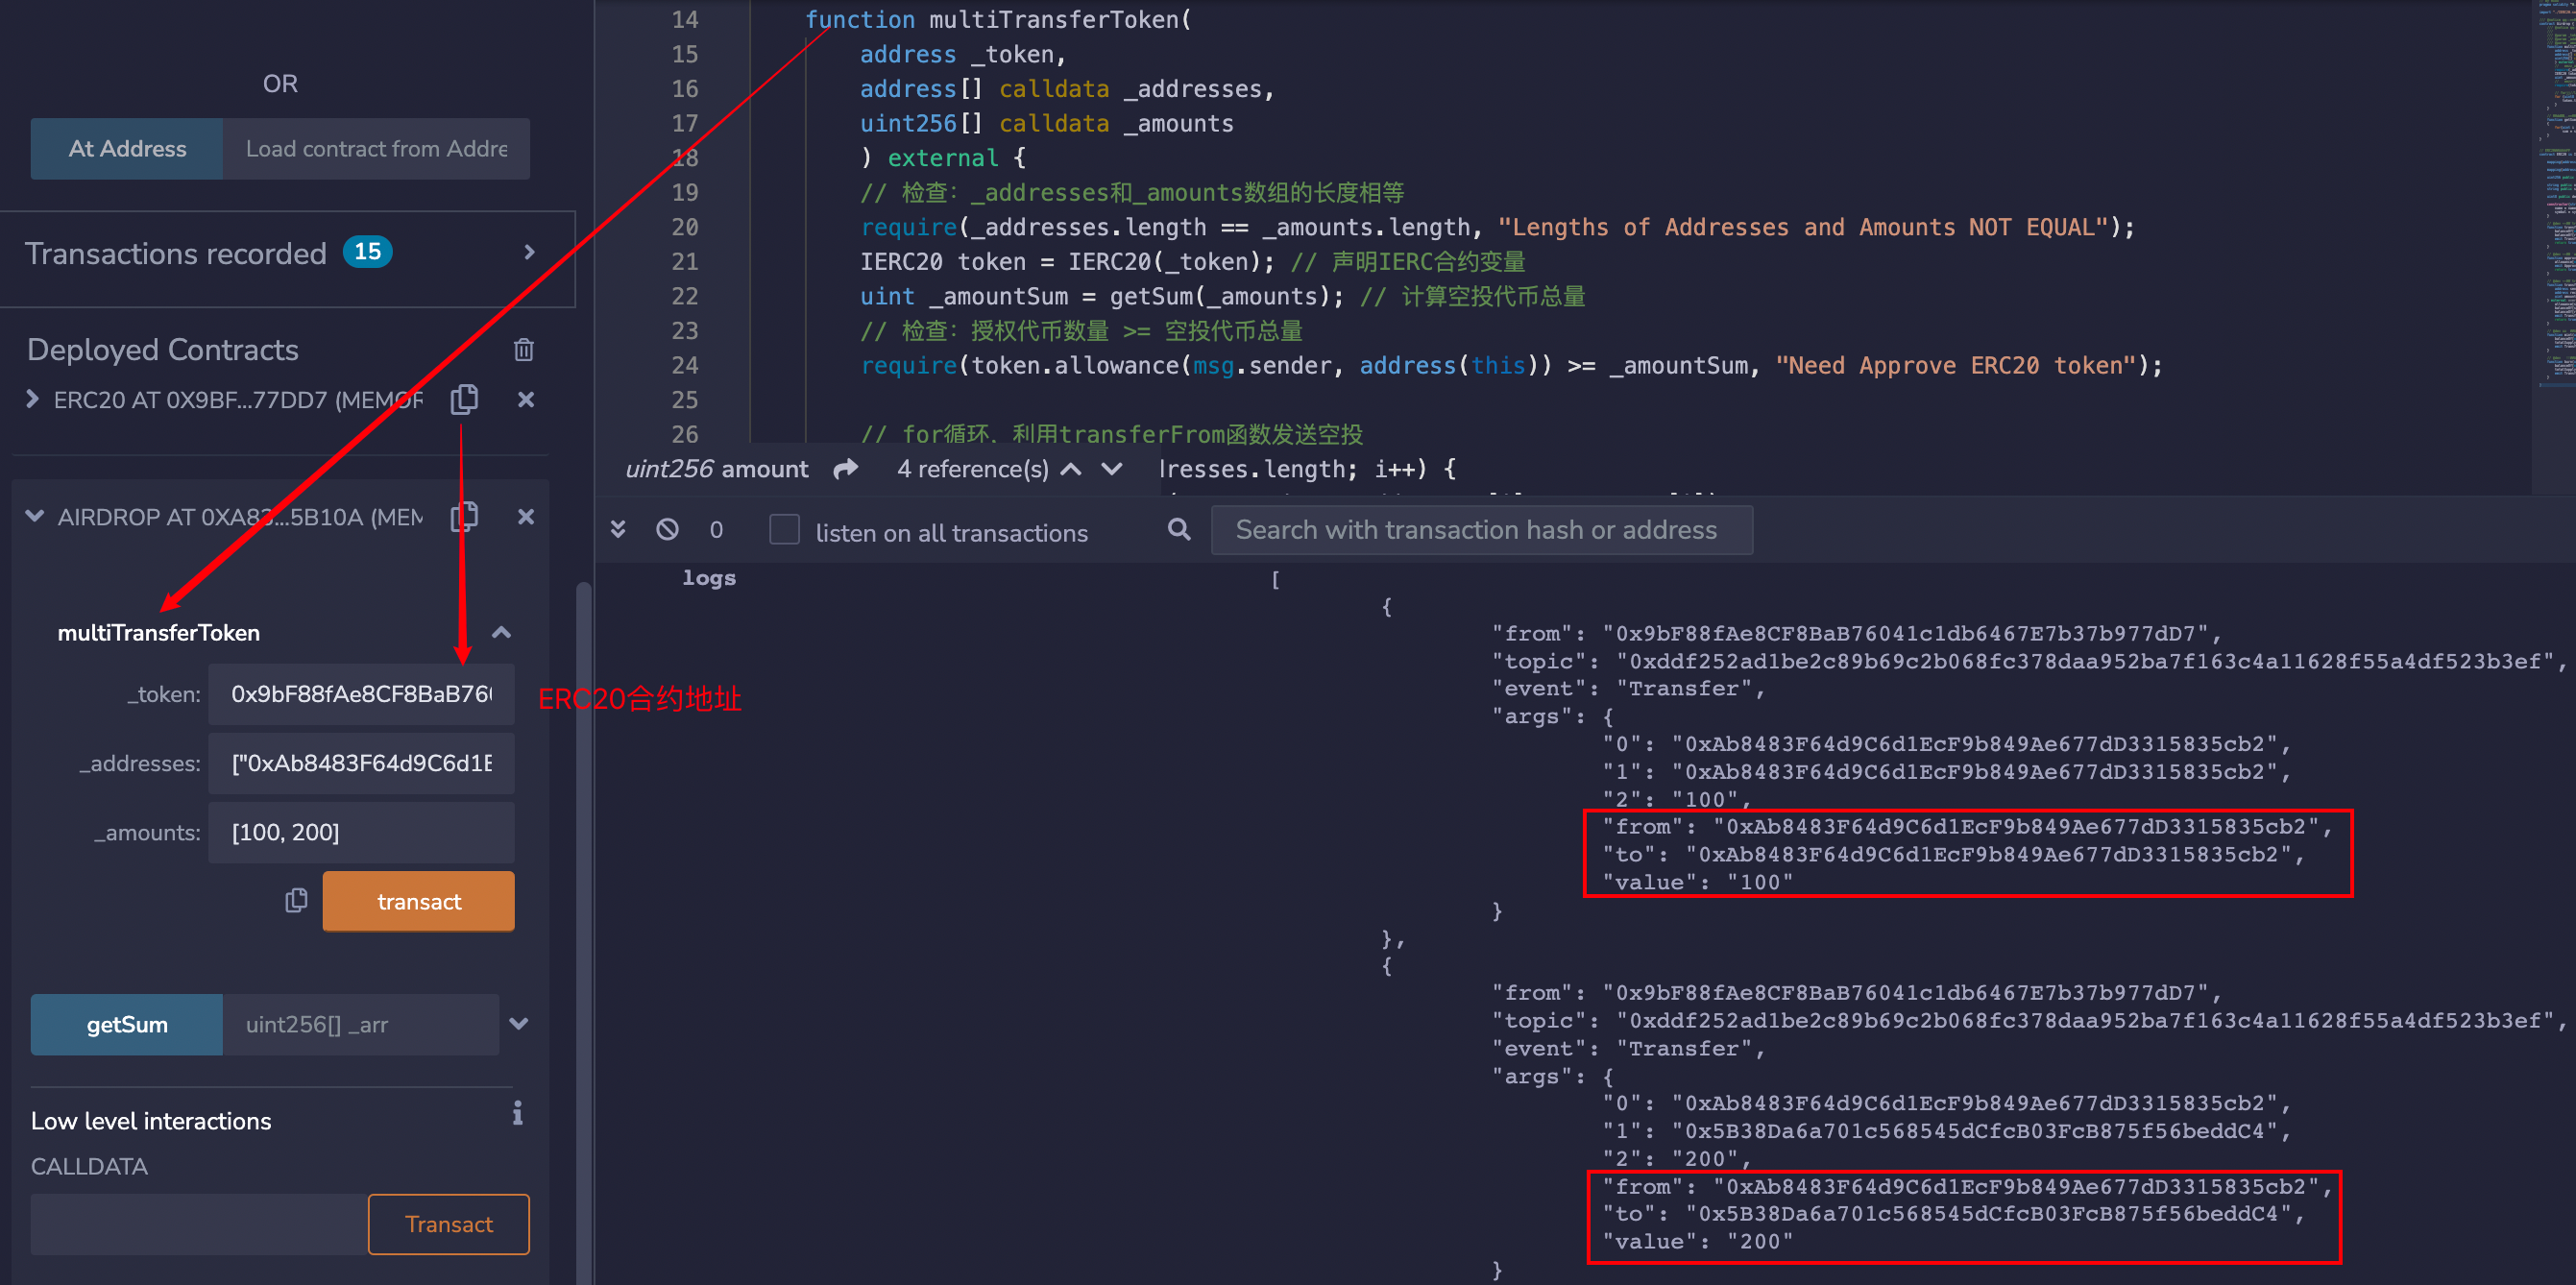 OR
At Address
Load contract from Addre
Transactions recorded 15
Deployed Contracts
ERC20 AT 0X9BF...77DD7 (MEMOR
AIRDROP AT 0XA83...5B10A (MEM
multiTransferToken
_token: 0x9bF88fAe8CF8BaB760
ERC20合约地址
_addresses: ["0xAb8483F64d9C6d1E
_amounts: [100, 200]
transact
getSum
uint256[] _arr
Low level interactions
CALLDATA
Transact
14 function multiTransferToken(
15 address _token,
16 address[] calldata _addresses,
17 uint256[] calldata _amounts
18 ) external {
19 // 检查：_addresses和_amounts数组的长度相等
20 require(_addresses.length == _amounts.length, "Lengths of Addresses and Amounts NOT EQUAL");
21 IERC20 token = IERC20(_token); // 声明IERC合约变量
22 uint _amountSum = getSum(_amounts); // 计算空投代币总量
23 // 检查：授权代币数量 >= 空投代币总量
24 require(token.allowance(msg.sender, address(this)) >= _amountSum, "Need Approve ERC20 token");
25
26 // for循环，利用transferFrom函数发送空投
uint256 amount 4 reference(s) resses.length; i++) {
0 listen on all transactions Search with transaction hash or address
logs [
{
"from": "0x9bF88fAe8CF8BaB76041c1db6467E7b37b977dD7",
"topic": "0xddf252ad1be2c89b69c2b068fc378daa952ba7f163c4a11628f55a4df523b3ef",
"event": "Transfer",
"args": {
"0": "0xAb8483F64d9C6d1EcF9b849Ae677dD3315835cb2",
"1": "0xAb8483F64d9C6d1EcF9b849Ae677dD3315835cb2",
"2": "100",
"from": "0xAb8483F64d9C6d1EcF9b849Ae677dD3315835cb2",
"to": "0xAb8483F64d9C6d1EcF9b849Ae677dD3315835cb2",
"value": "100"
}
},
{
"from": "0x9bF88fAe8CF8BaB76041c1db6467E7b37b977dD7",
"topic": "0xddf252ad1be2c89b69c2b068fc378daa952ba7f163c4a11628f55a4df523b3ef",
"event": "Transfer",
"args": {
"0": "0xAb8483F64d9C6d1EcF9b849Ae677dD3315835cb2",
"1": "0x5B38Da6a701c568545dCfcB03FcB875f56beddC4",
"2": "200",
"from": "0xAb8483F64d9C6d1EcF9b849Ae677dD3315835cb2",
"to": "0x5B38Da6a701c568545dCfcB03FcB875f56beddC4",
"value": "200"
}